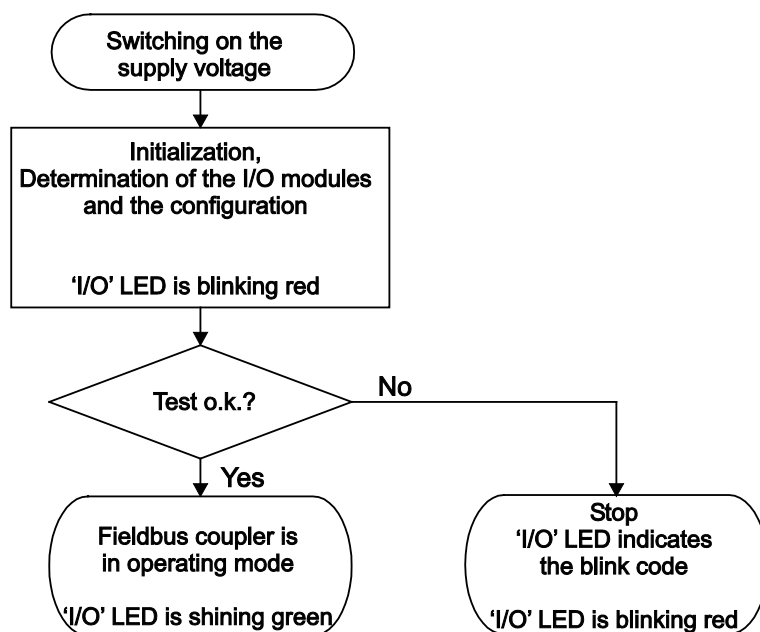 Switching on the
supply voltage
Initialization,
Determination of the I/O modules
and the configuration
‘I/O’ LED is blinking red
Test o.k.?
No
Yes
Fieldbus coupler is
in operating mode
‘I/O’ LED is shining green
Stop
‘I/O’ LED indicates
the blink code
‘I/O’ LED is blinking red